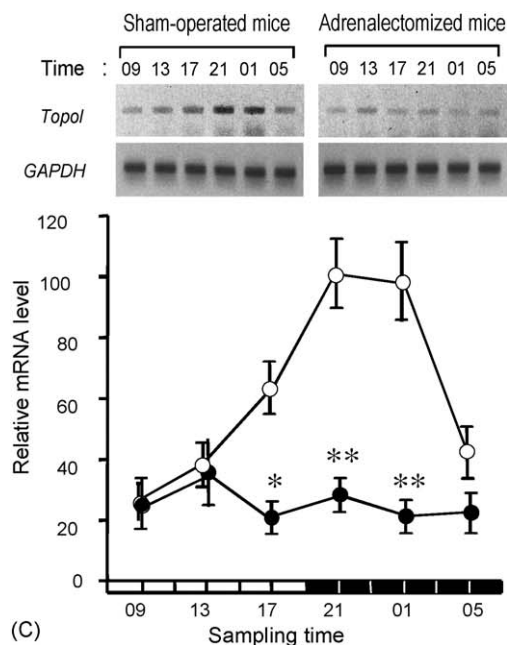 Sham-operated mice Adrenalectomized mice
Time : 09 13 17 21 01 05 09 13 17 21 01 05
TopoI
GAPDH
120
100
80
60
40
20
0
Relative mRNA level
* ** **
09 13 17 21 01 05
(C) Sampling time